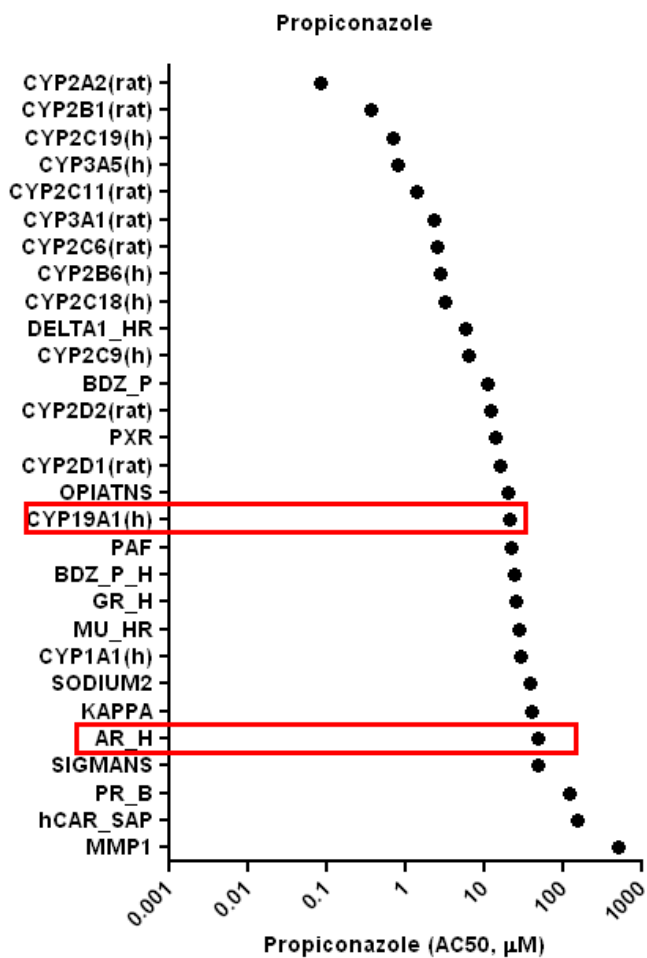 Propiconazole
CYP2A2(rat)
CYP2B1(rat)
CYP2C19(h)
CYP3A5(h)
CYP2C11(rat)
CYP3A1(rat)
CYP2C6(rat)
CYP2B6(h)
CYP2C18(h)
DELTA1_HR
CYP2C9(h)
BDZ_P
CYP2D2(rat)
PXR
CYP2D1(rat)
OPIATNS
CYP19A1(h)
PAF
BDZ_P_H
GR_H
MU_HR
CYP1A1(h)
SODIUM2
KAPPA
AR_H
SIGMANS
PR_B
hCAR_SAP
MMP1
0.001 0.01 0.1 1 10 100 1000
Propiconazole (AC50, μM)